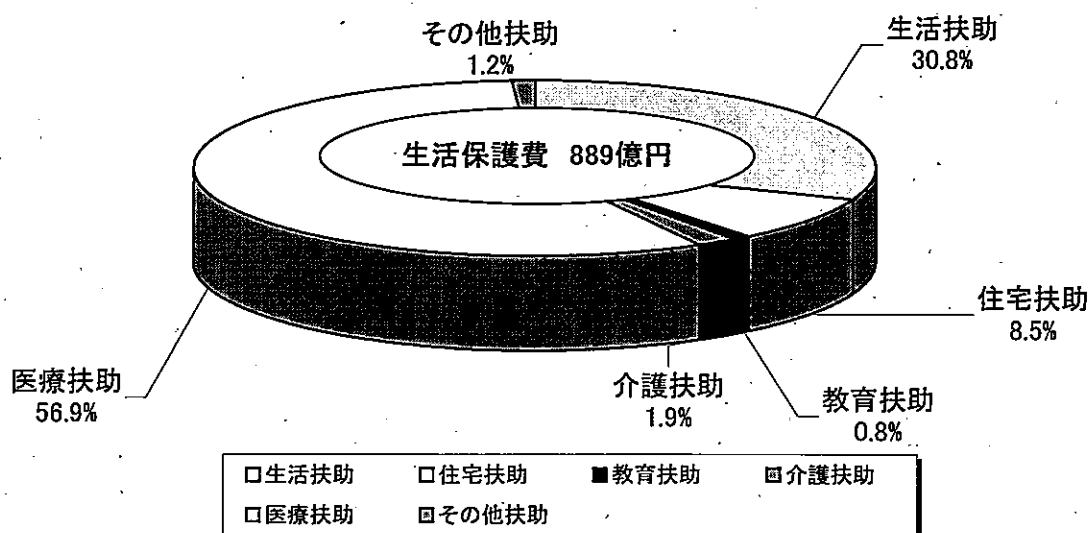 その他扶助
1.2%
生活扶助
30.8%
生活保護費 889億円
住宅扶助
8.5%
医療扶助
56.9%
介護扶助
1.9%
教育扶助
0.8%
□生活扶助 □住宅扶助 ■教育扶助 介護扶助
□医療扶助 その他扶助